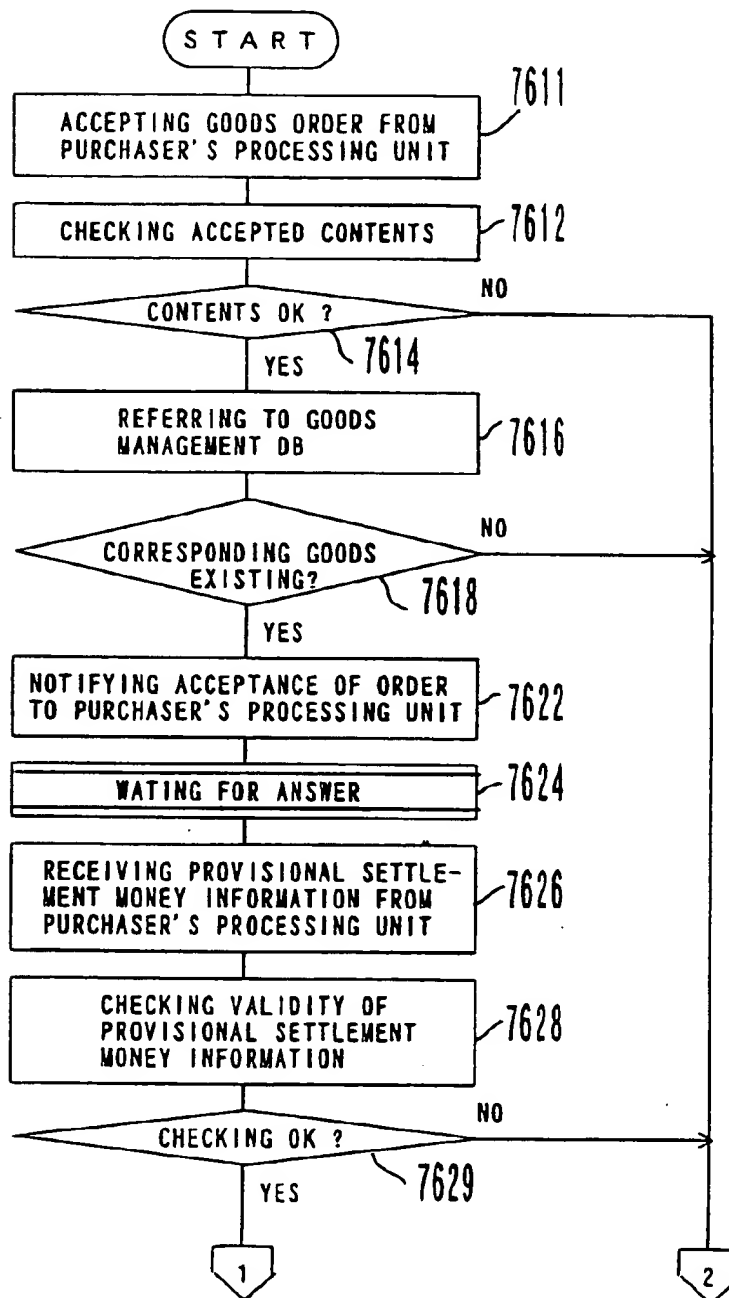 START
7611
ACCEPTING GOODS ORDER FROM
PURCHASER'S PROCESSING UNIT
CHECKING ACCEPTED CONTENTS
7612
NO
CONTENTS OK ?
7614
YES
REFERRING TO GOODS
MANAGEMENT DB
7616
NO
CORRESPONDING GOODS
EXISTING?
7618
YES
NOTIFYING ACCEPTANCE OF ORDER
TO PURCHASER'S PROCESSING UNIT
7622
WATING FOR ANSWER
7624
RECEIVING PROVISIONAL SETTLE-
MENT MONEY INFORMATION FROM
PURCHASER'S PROCESSING UNIT
7626
CHECKING VALIDITY OF
PROVISIONAL SETTLEMENT
MONEY INFORMATION
7628
NO
CHECKING OK ?
7629
YES
1
2